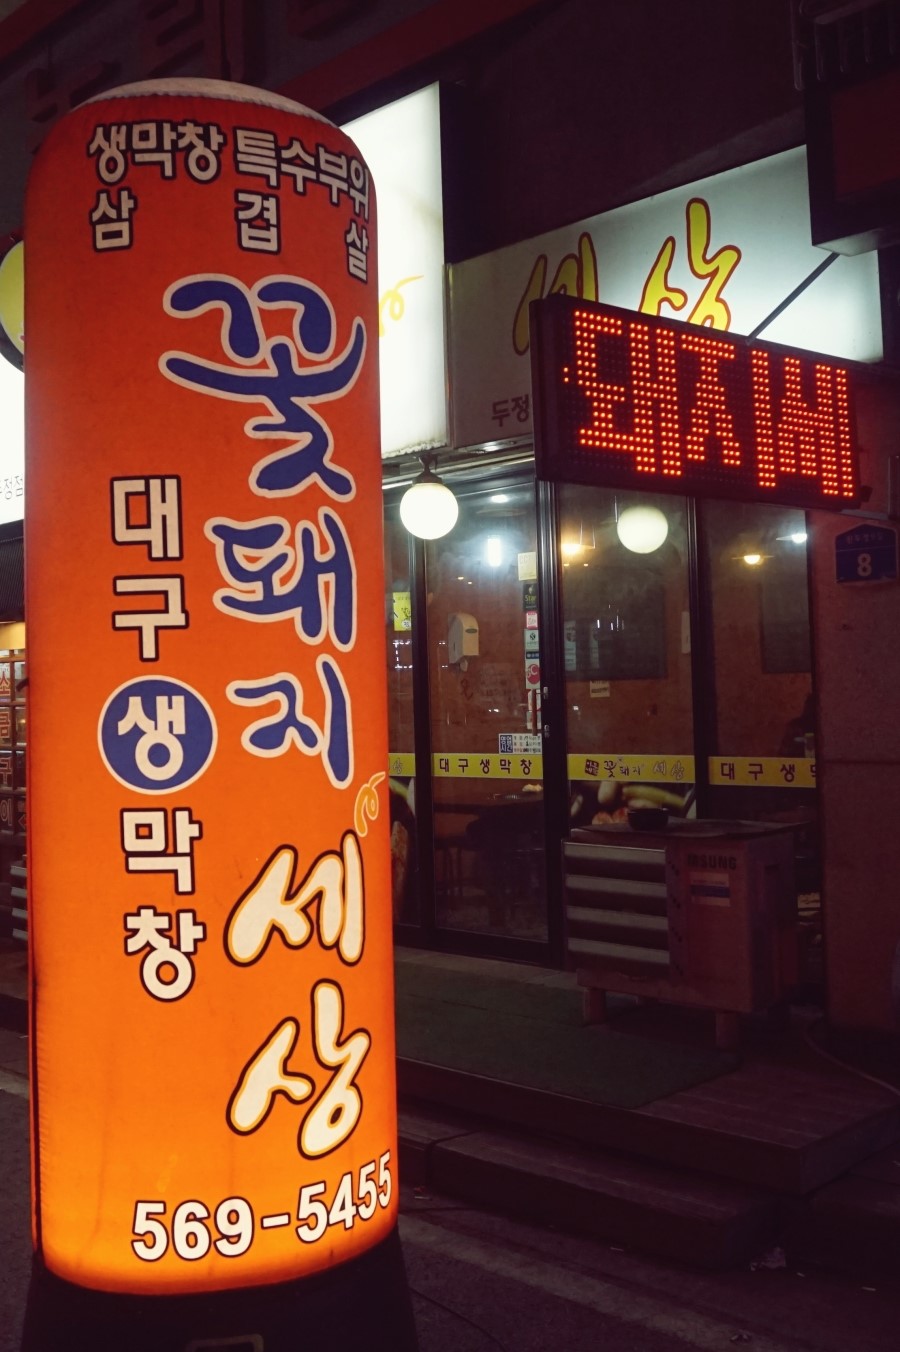 생막창 특수부위
삼 겹 살
꽃돼지 세상
대구 생 막창
569-5455
세상
두정
돼지세
8
대구생막창
꽃돼지 세상
대구생막